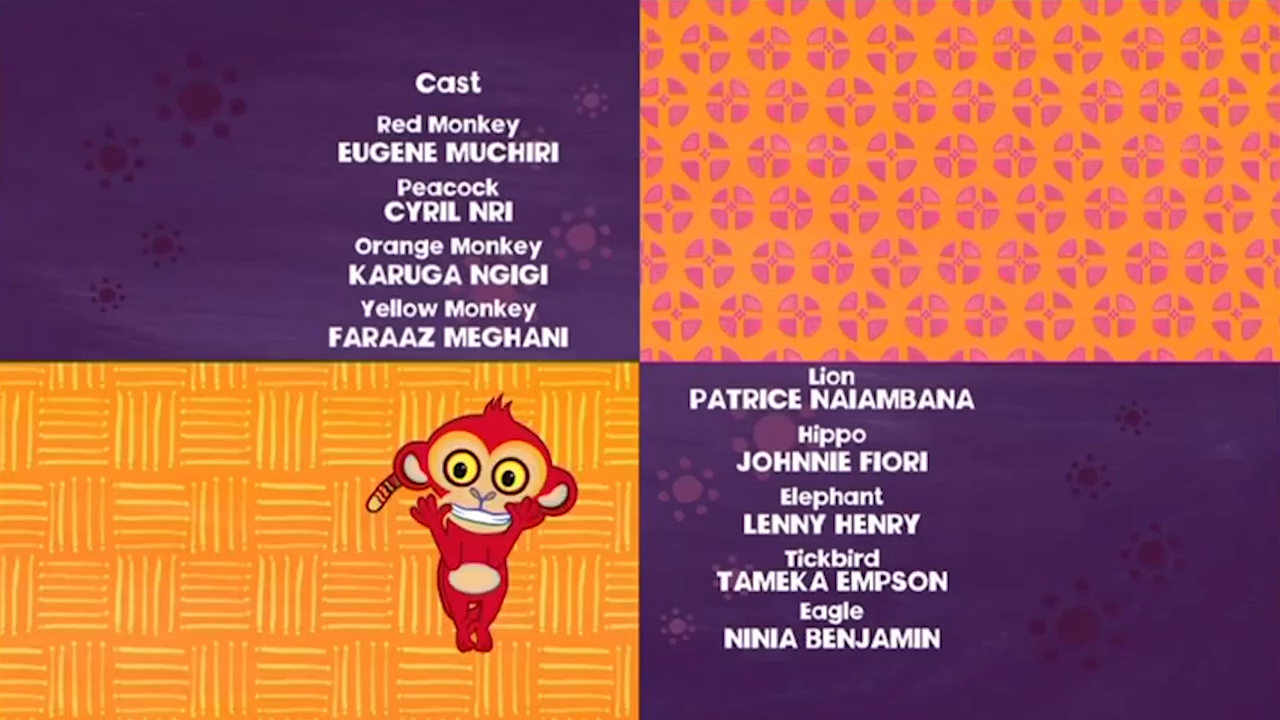 Cast
Red Monkey
EUGENE MUCHIRI
Peacock
CYRIL NRI
Orange Monkey
KARUGA NGIGI
Yellow Monkey
FARAAZ MEGHANI
Lion
PATRICE NAIAMBANA
Hippo
JOHNNIE FIORI
Elephant
LENNY HENRY
Tickbird
TAMEKA EMPSON
Eagle
NINIA BENJAMIN